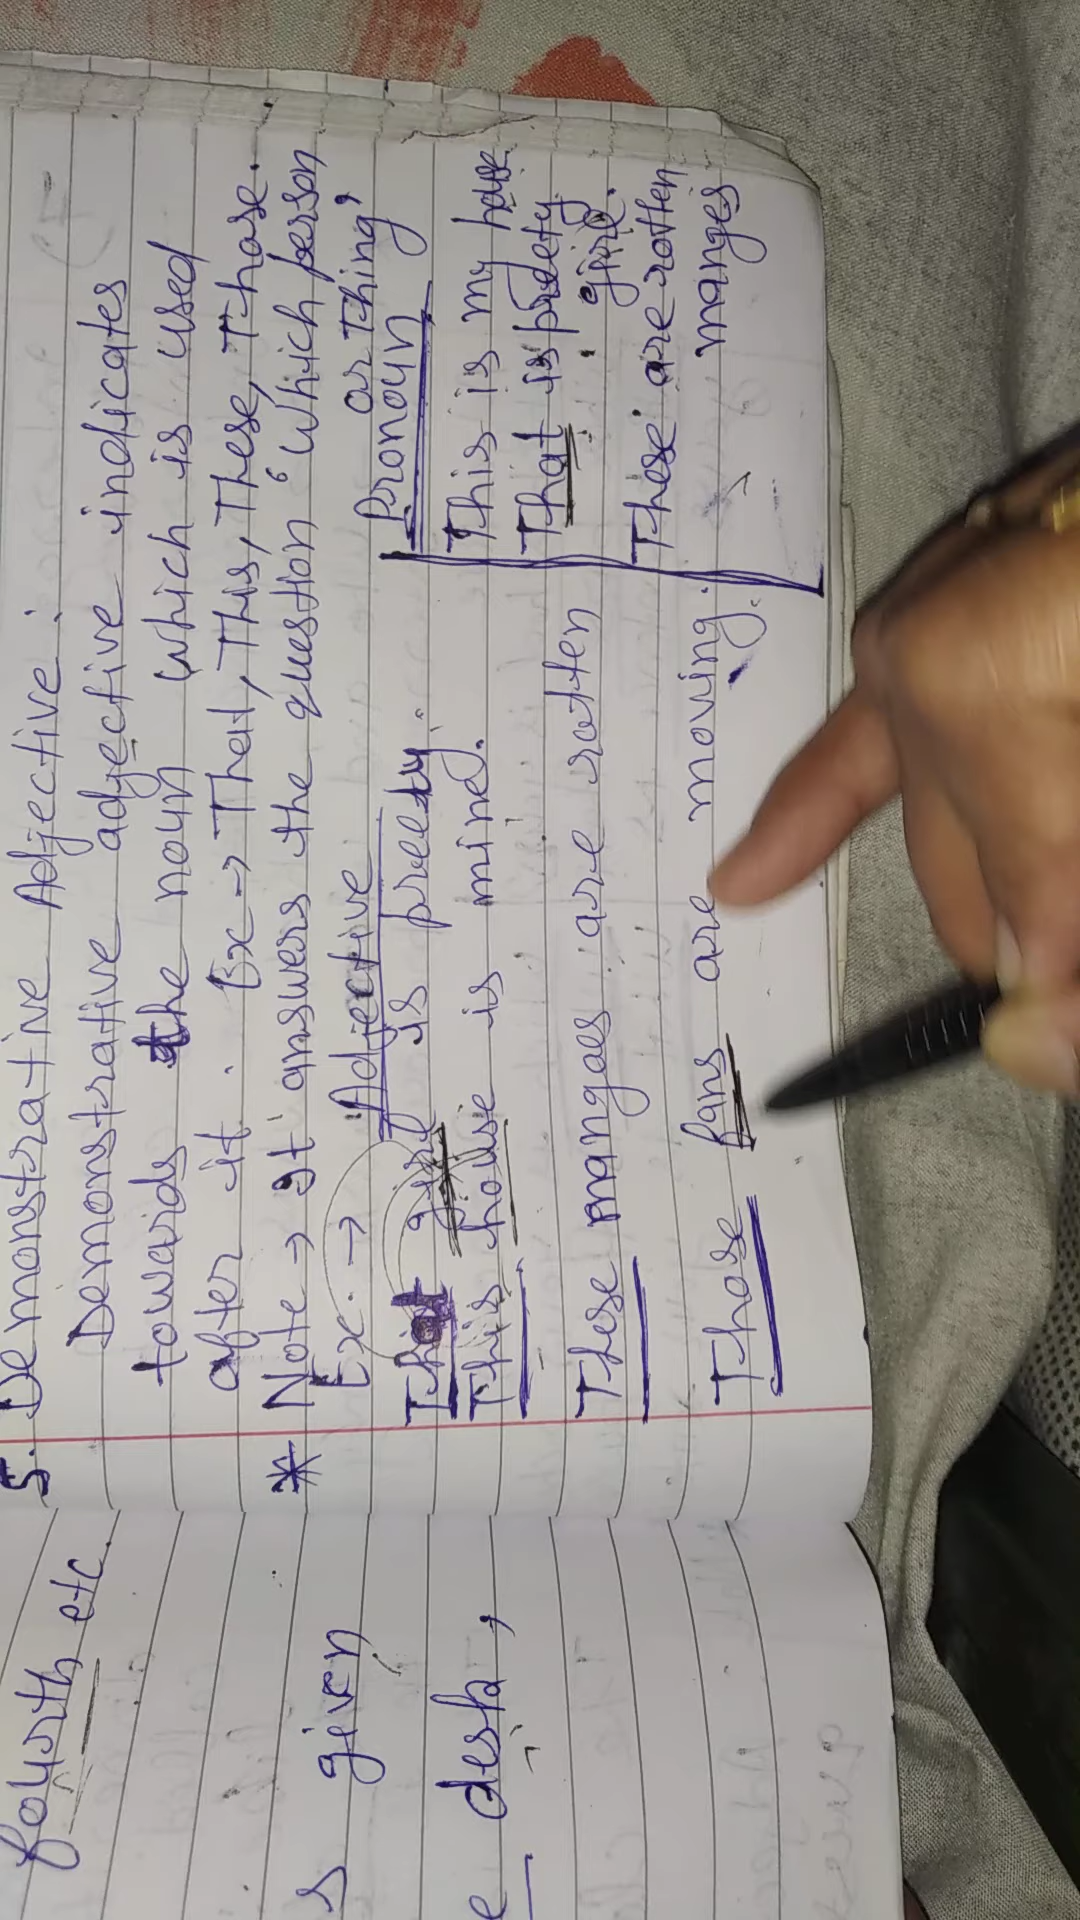 fourth etc.
s given
e desk,
5. Demonstrative Adjective :
Demonstrative adjective indicates
towards the noun which is used
after it. Ex → That, This, These, Those.
* Note → It answers the question "Which person
or Thing'
Ex. → Adjective
That girl is preety.
This house is mine.
These mangoes are rotten
Those fans are moving.
Pronoun
This is my house.
That is predety
girl.
These are rotten
manges